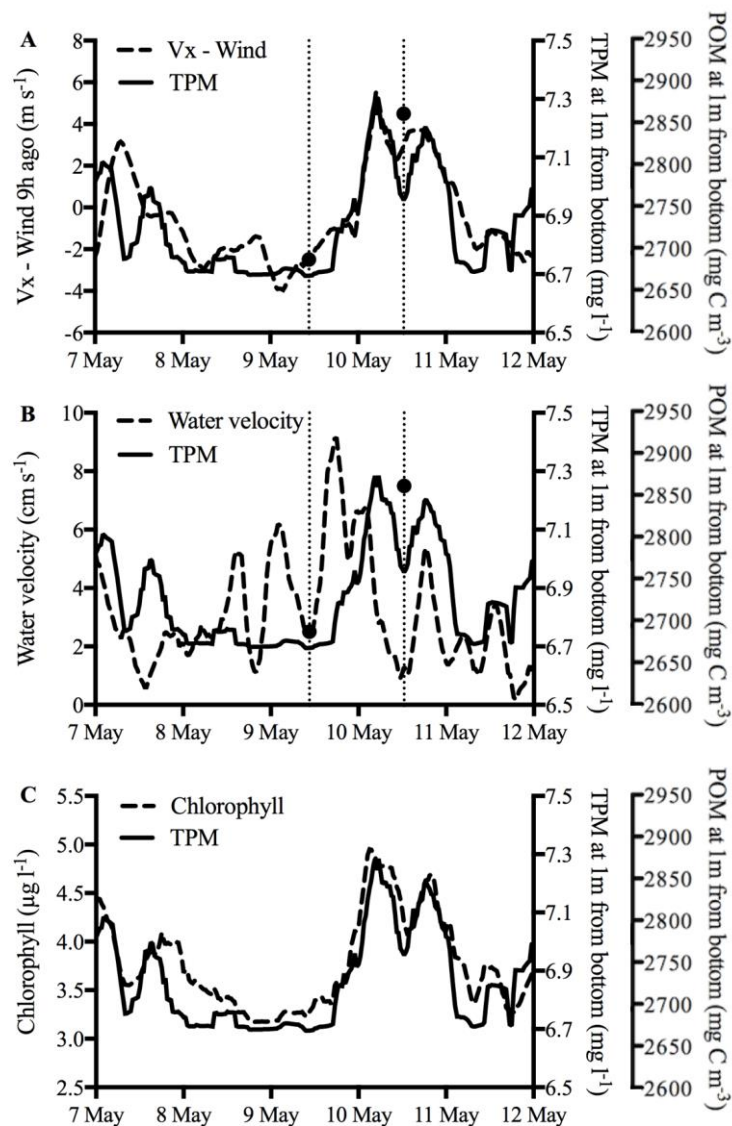 A
Vx - Wind
TPM
Vx - Wind 9h ago (m s-1)
8
6
4
2
0
-2
-4
-6
7 May
8 May
9 May
10 May
11 May
12 May
7.5
7.3
7.1
6.9
6.7
6.5
TPM at 1m from bottom (mg l-1)
2950
2900
2850
2800
2750
2700
2650
2600
POM at 1m from bottom (mg C m-3)
B
Water velocity
TPM
Water velocity (cm s-1)
10
8
6
4
2
0
7 May
8 May
9 May
10 May
11 May
12 May
7.5
7.3
7.1
6.9
6.7
6.5
TPM at 1m from bottom (mg l-1)
2950
2900
2850
2800
2750
2700
2650
2600
POM at 1m from bottom (mg C m-3)
C
Chlorophyll
TPM
Chlorophyll (µg l-1)
5.5
5.0
4.5
4.0
3.5
3.0
2.5
7 May
8 May
9 May
10 May
11 May
12 May
7.5
7.3
7.1
6.9
6.7
6.5
TPM at 1m from bottom (mg l-1)
2950
2900
2850
2800
2750
2700
2650
2600
POM at 1m from bottom (mg C m-3)